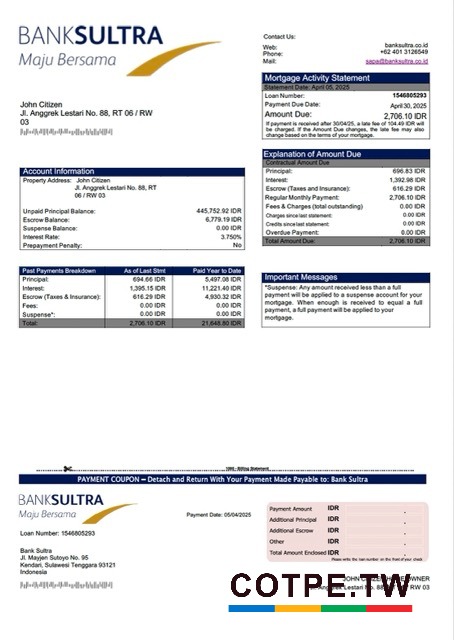 BANKSULTRA
Maju Bersama
Contact Us:
Web: banksultra.co.id
Phone: +62 401 3126549
Mail: sapa@banksultra.co.id
Mortgage Activity Statement
Statement Date: April 05, 2025
Loan Number: 1546805293
Payment Due Date: April 30, 2025
Amount Due: 2,706.10 IDR
If payment is received after 30/04/25, a late fee of 104.49 IDR will
be charged. If the Amount Due changes, the late fee may also
change based on the terms of your mortgage.
John Citizen
Jl. Anggrek Lestari No. 88, RT 06 / RW
03
Explanation of Amount Due
Contractual Amount Due
Principal: 696.83 IDR
Interest: 1,392.98 IDR
Escrow (Taxes and Insurance): 616.29 IDR
Regular Monthly Payment: 2,706.10 IDR
Fees & Charges (total outstanding) 0.00 IDR
Charges since last statement: 0.00 IDR
Credits since last statement: 0.00 IDR
Overdue Payment: 0.00 IDR
Total Amount Due: 2,706.10 IDR
Account Information
Property Address: John Citizen
Jl. Anggrek Lestari No. 88, RT
06 / RW 03
Unpaid Principal Balance: 445,752.92 IDR
Escrow Balance: 6,779.19 IDR
Suspense Balance: 0.00 IDR
Interest Rate: 3.750%
Prepayment Penalty: No
Past Payments Breakdown As of Last Stmt Paid Year to Date
Principal: 694.66 IDR 5,497.08 IDR
Interest: 1,395.15 IDR 11,221.40 IDR
Escrow (Taxes & Insurance): 616.29 IDR 4,930.32 IDR
Fees: 0.00 IDR 0.00 IDR
Suspense*: 0.00 IDR 0.00 IDR
Total: 2,706.10 IDR 21,648.80 IDR
Important Messages
*Suspense: Any amount received less than a full
payment will be applied to a suspense account for your
mortgage. When enough is received to equal a full
payment, a full payment will be applied to your
mortgage.
Billing Statement
PAYMENT COUPON – Detach and Return With Your Payment Made Payable to: Bank Sultra
BANKSULTRA
Maju Bersama
Payment Date: 05/04/2025
Loan Number: 1546805293
Payment Amount IDR
Additional Principal IDR
Additional Escrow IDR
Other IDR
Total Amount Enclosed IDR
Please write the loan number on the front of your check
Bank Sultra
Jl. Mayjen Sutoyo No. 95
Kendari, Sulawesi Tenggara 93121
Indonesia
COTPE.TW